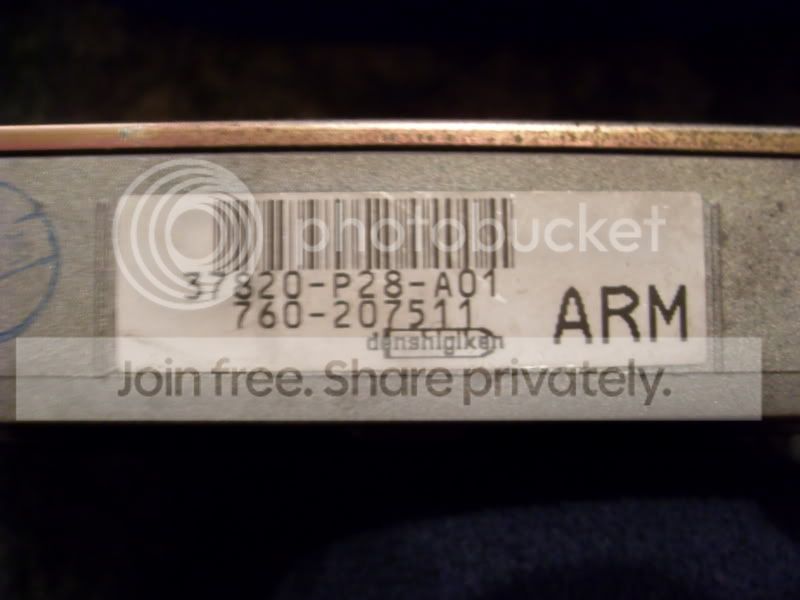 photobucket
37820-P28-A01
760-207511
denshigiken
ARM
Join free. Share privately.